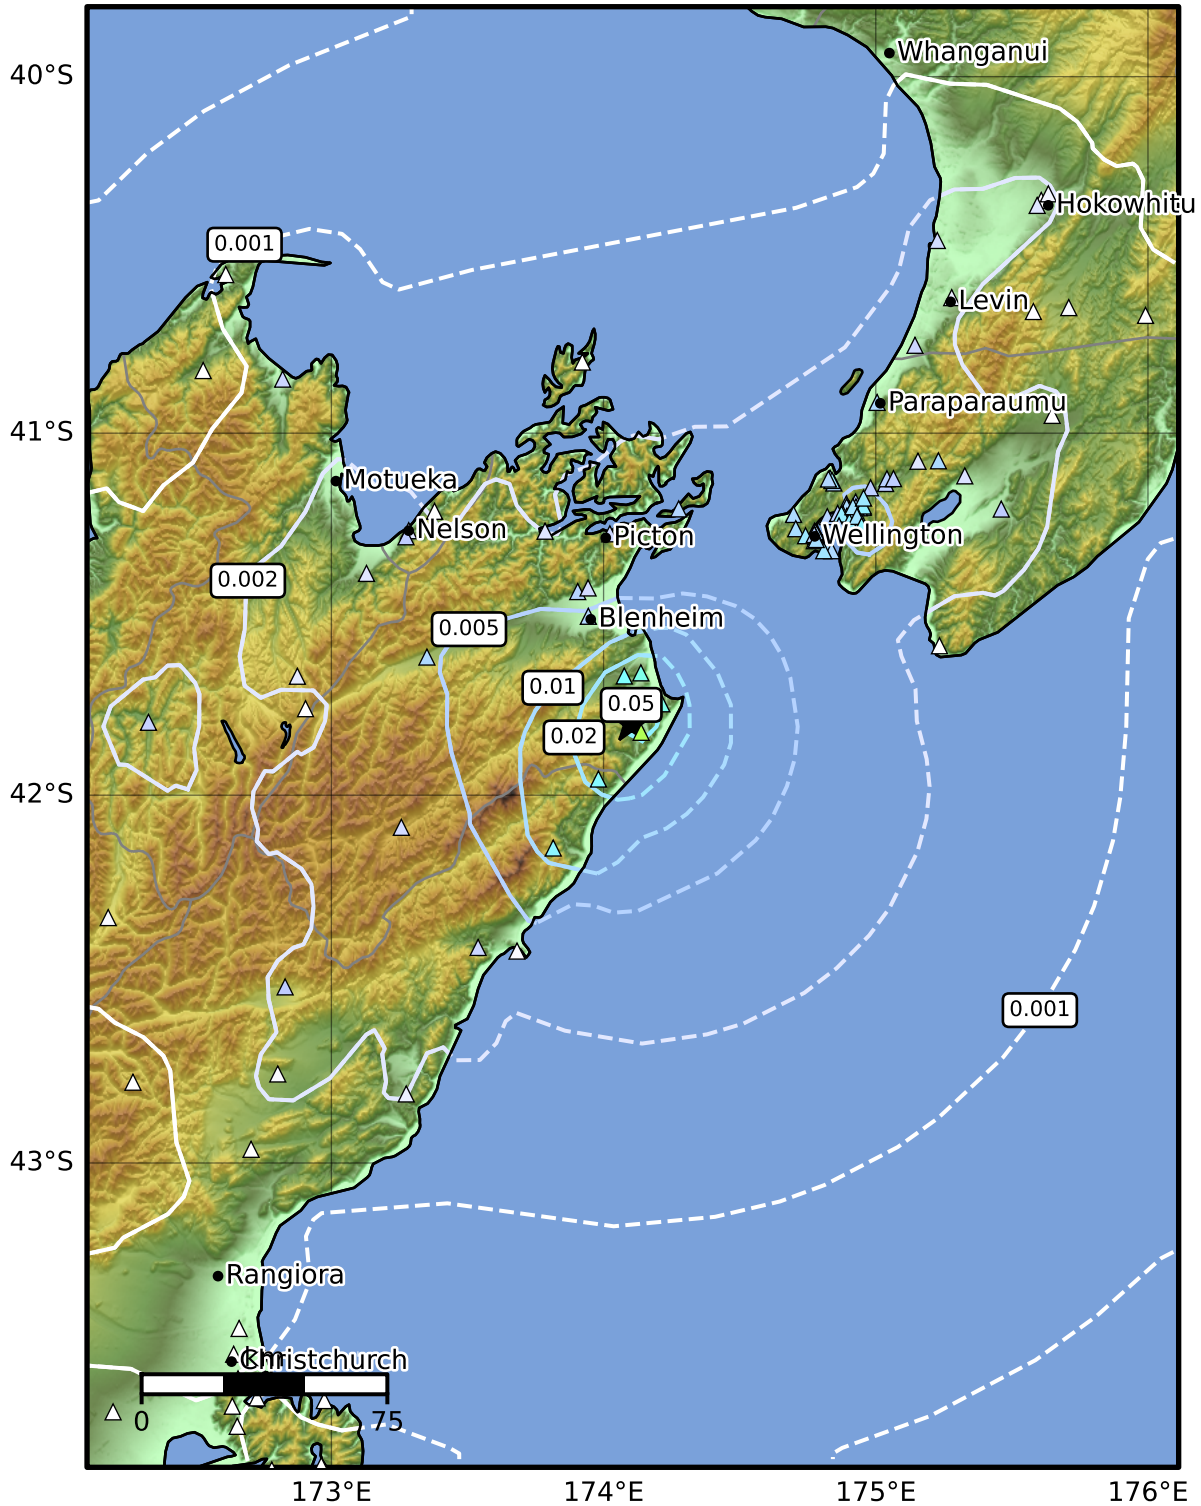 Whanganui
40°S
Hokowhitu
0.001
Levin
Paraparaumu
41°S
Motueka
Nelson
Picton
Wellington
0.002
Blenheim
0.005
0.01
0.05
0.02
42°S
0.001
43°S
Rangiora
Christchurch
km
0
75
173°E
174°E
175°E
176°E